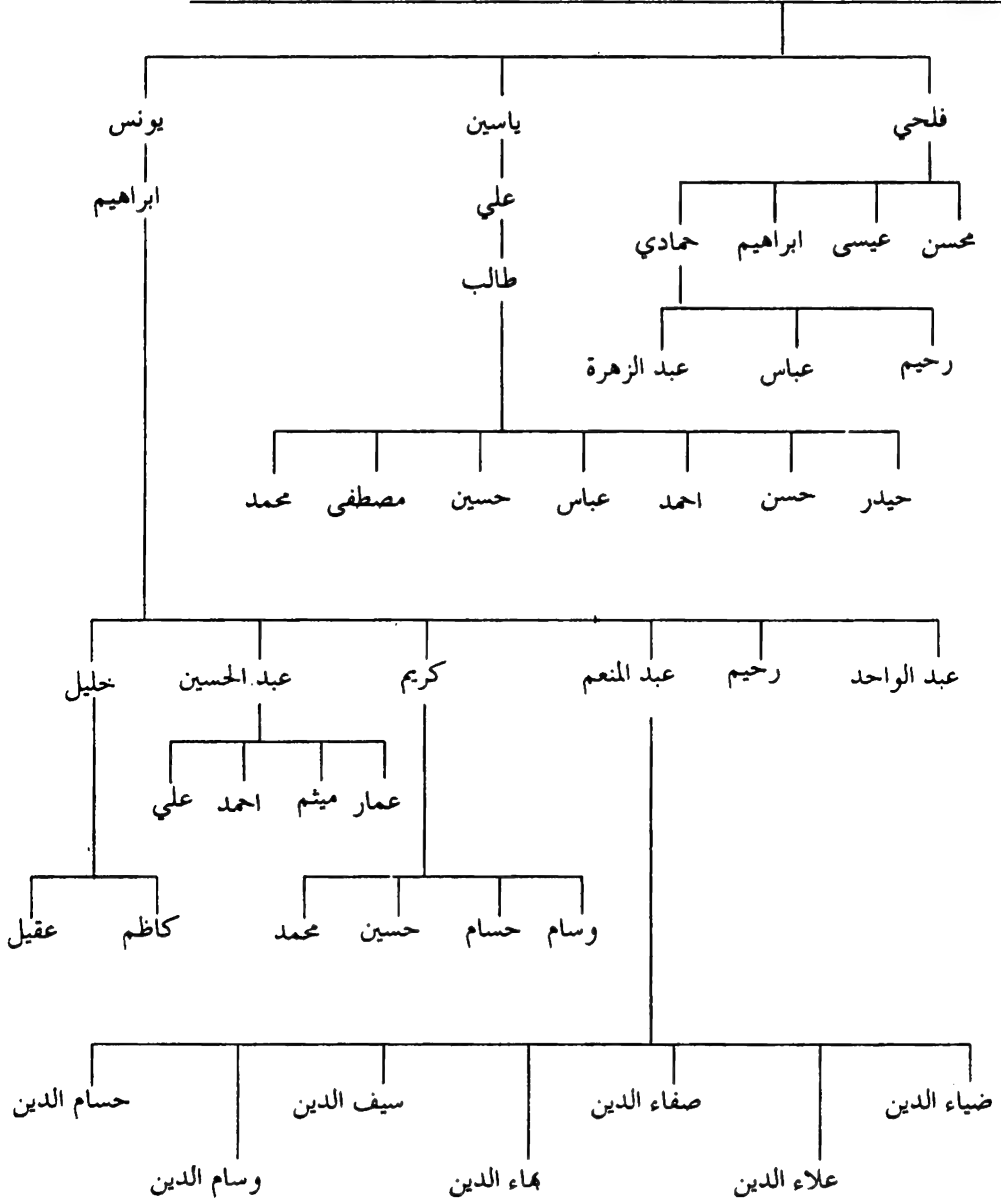 فلحي ياسين يونس
علي ابراهيم
محسن عيسى ابراهيم حمادي
طالب
رحيم عباس عبد الزهرة
حيدر حسن احمد عباس حسين مصطفى محمد
عبد الواحد رحيم عبد المنعم كريم عبد الحسين خليل
عمار ميثم احمد علي
وسام حسام حسين محمد كاظم عقيل
ضياء الدين صفاء الدين سيف الدين حسام الدين
علاء الدين بهاء الدين وسام الدين